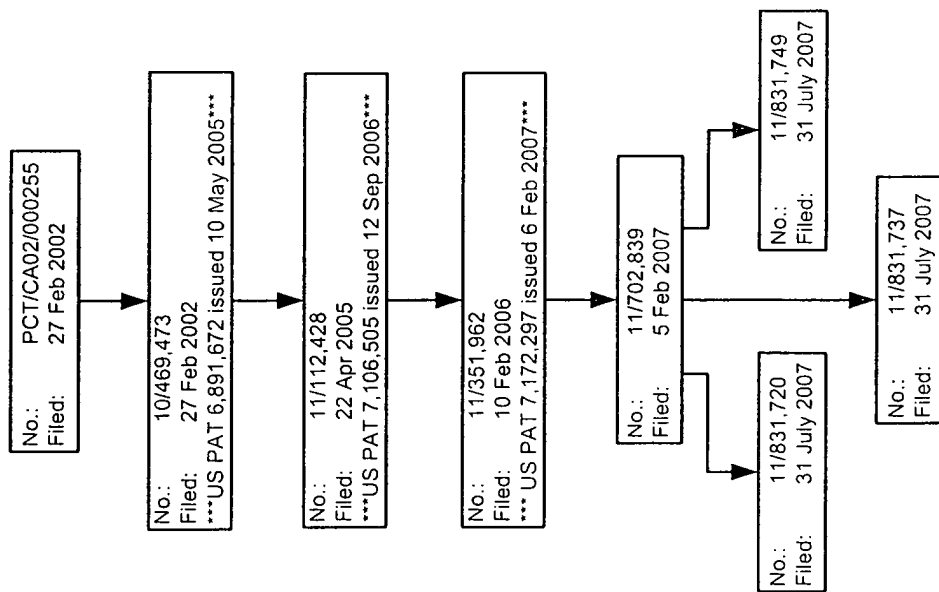 No.: PCT/CA02/000255
Filed: 27 Feb 2002
No.: 10/469,473
Filed: 27 Feb 2002
***US PAT 6,891,672 issued 10 May 2005***
No.: 11/112,428
Filed: 22 Apr 2005
***US PAT 7,106,505 issued 12 Sep 2006***
No.: 11/351,962
Filed: 10 Feb 2006
*** US PAT 7,172,297 issued 6 Feb 2007***
No.: 11/702,839
Filed: 5 Feb 2007
No.: 11/831,720
Filed: 31 July 2007
No.: 11/831,737
Filed: 31 July 2007
No.: 11/831,749
Filed: 31 July 2007